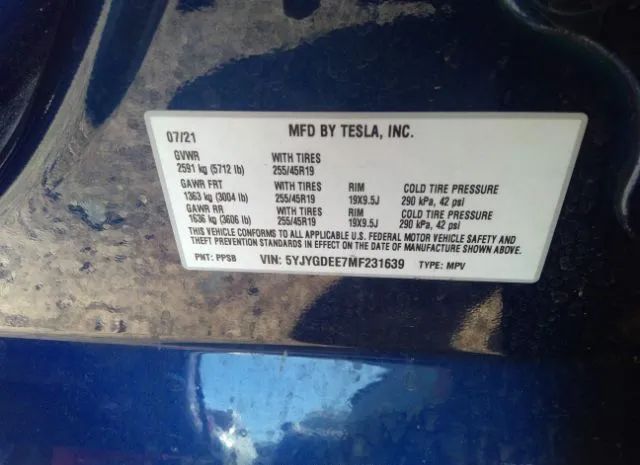 07/21 MFD BY TESLA, INC.
GVWR WITH TIRES
2591 kg (5712 lb) 255/45R19
GAWR FRT WITH TIRES RIM COLD TIRE PRESSURE
1363 kg (3004 lb) 255/45R19 19X9.5J 290 kPa, 42 psi
GAWR RR WITH TIRES RIM COLD TIRE PRESSURE
1636 kg (3606 lb) 255/45R19 19X9.5J 290 kPa, 42 psi
THIS VEHICLE CONFORMS TO ALL APPLICABLE U.S. FEDERAL MOTOR VEHICLE SAFETY AND
THEFT PREVENTION STANDARDS IN EFFECT ON THE DATE OF MANUFACTURE SHOWN ABOVE.
PNT: PPSB VIN: 5YJYGDEE7MF231639 TYPE: MPV